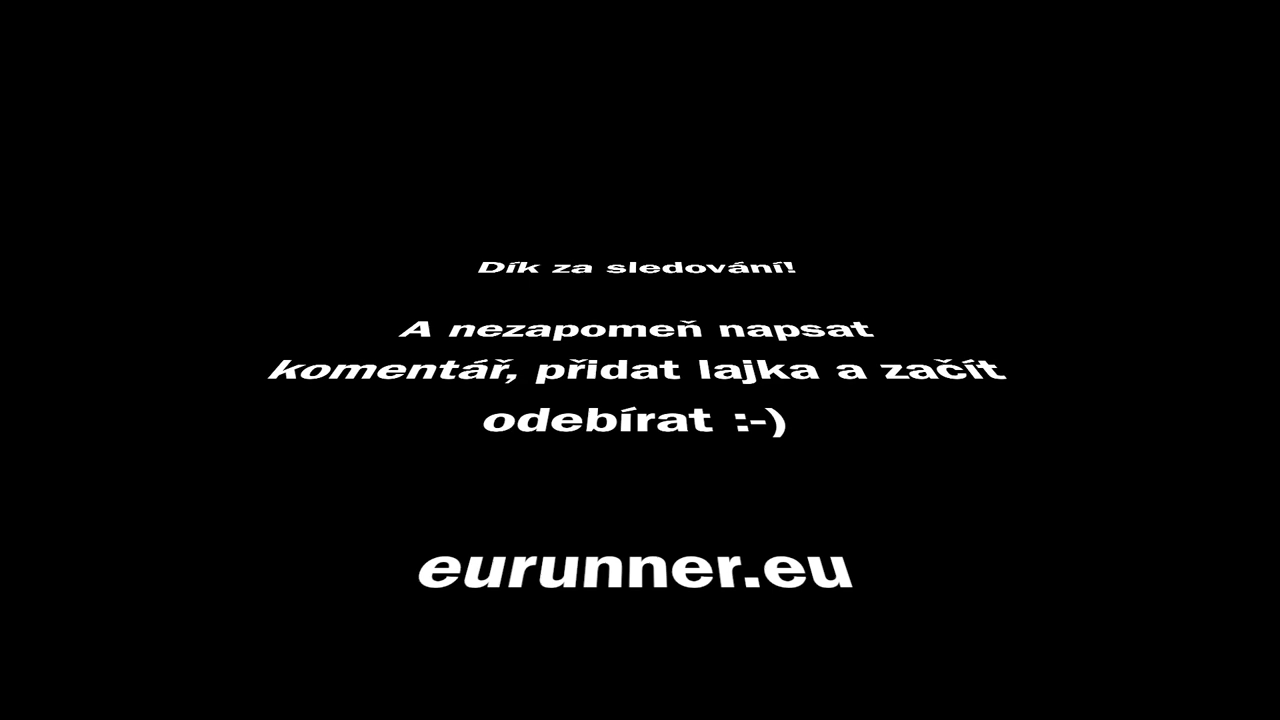 Dík za sledování!
A nezapomeň napsat
komentář, přidat lajka a začít
odebírat :-)
eurunner.eu